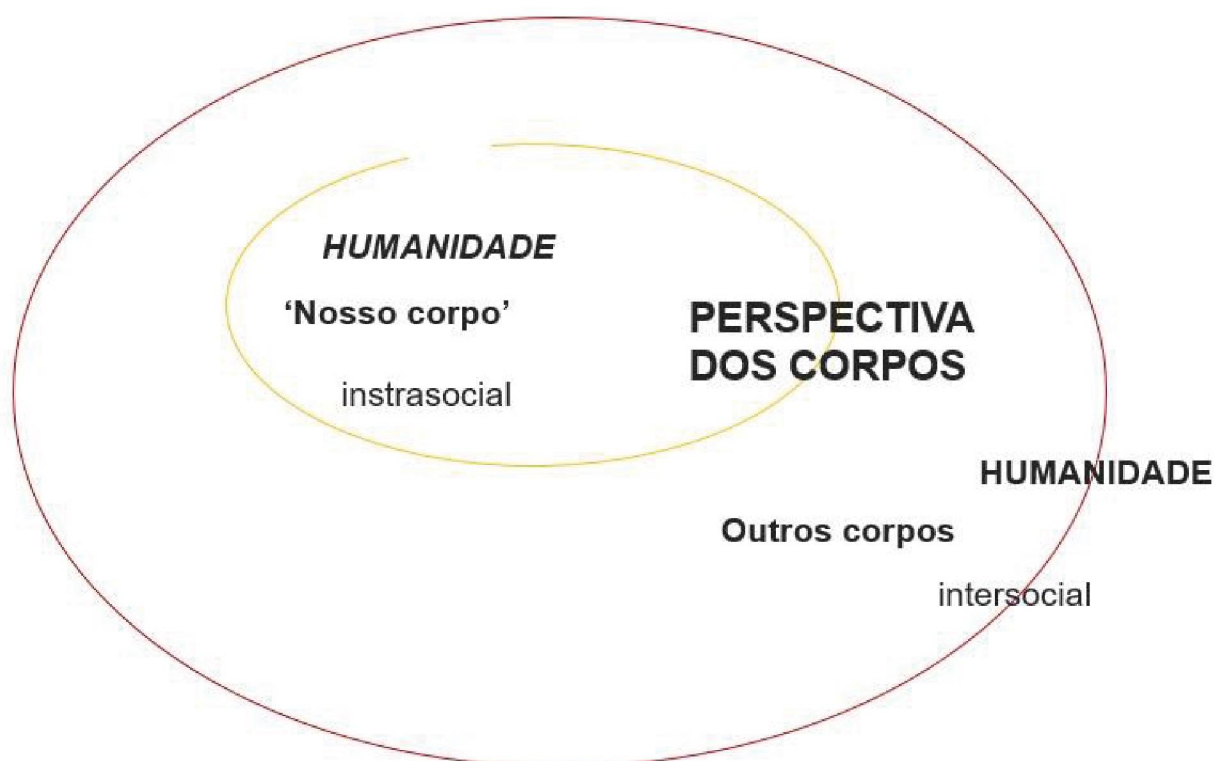 HUMANIDADE
‘Nosso corpo’
instrasocial
PERSPECTIVA
DOS CORPOS
HUMANIDADE
Outros corpos
intersocial